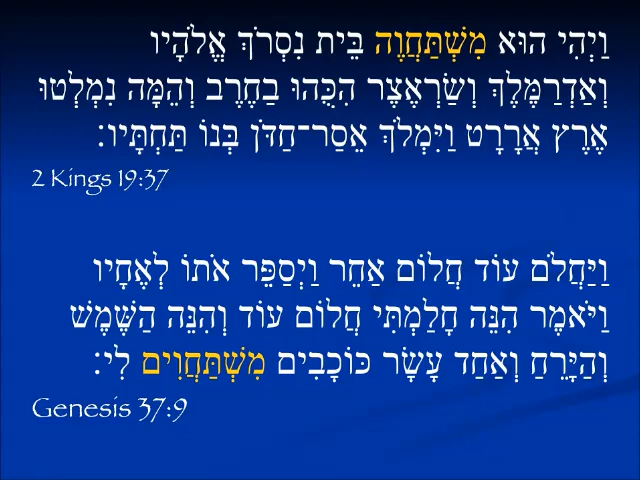 וַיְהִי הוּא מִשְׁתַּחֲוֶה בֵּית נִסְרֹךְ אֱלֹהָיו
וְאַדְרַמֶּלֶךְ וְשַׂרְאֶצֶר הִכֻּהוּ בַחֶרֶב וְהֵמָּה נִמְלְטוּ
אֶרֶץ אֲרָרָט וַיִּמְלֹךְ אֵסַר־חַדֹּן בְּנוֹ תַּחְתָּיו׃
2 Kings 19:37
וַיַּחֲלֹם עוֹד חֲלוֹם אַחֵר וַיְסַפֵּר אֹתוֹ לְאֶחָיו
וַיֹּאמֶר הִנֵּה חָלַמְתִּי חֲלוֹם עוֹד וְהִנֵּה הַשֶּׁמֶשׁ
וְהַיָּרֵחַ וְאַחַד עָשָׂר כּוֹכָבִים מִשְׁתַּחֲוִים לִי׃
Genesis 37:9